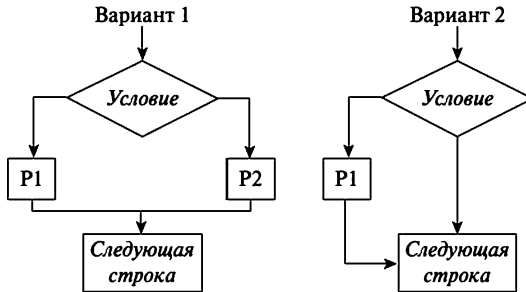 Вариант 1
Условие
P1
P2
Следующая
строка
Вариант 2
Условие
P1
Следующая
строка